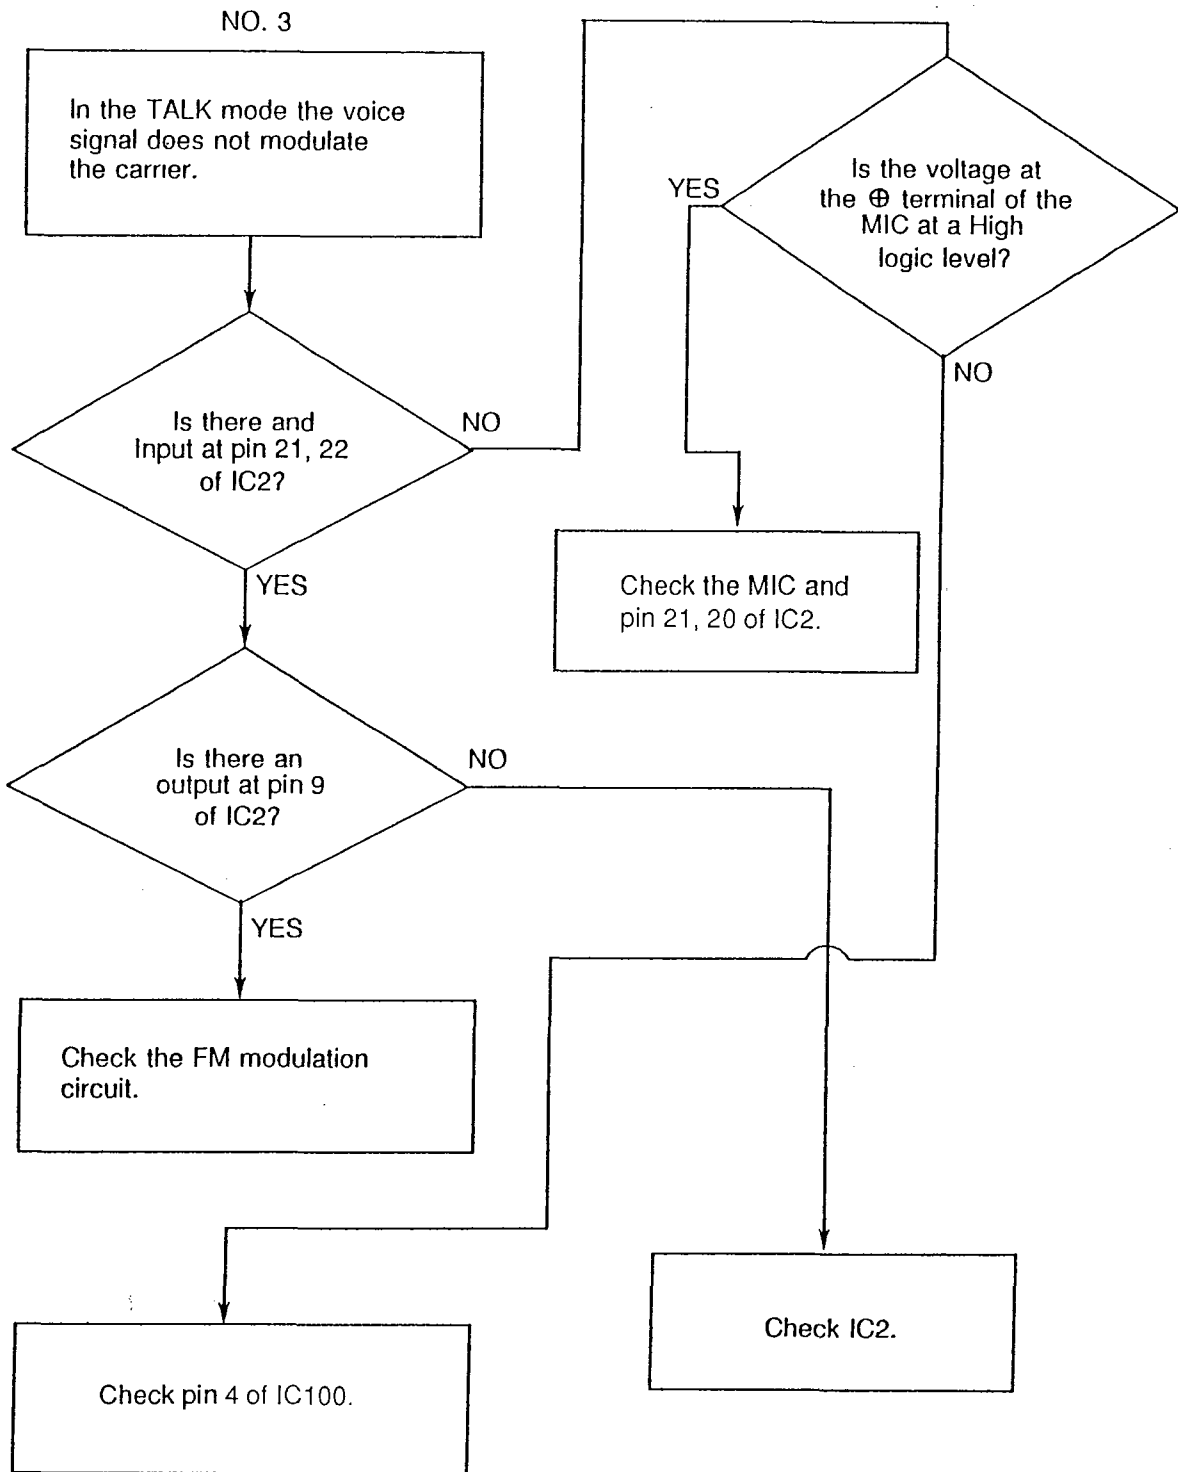 NO. 3
In the TALK mode the voice
signal does not modulate
the carrier.
Is there and
Input at pin 21, 22
of IC2?
NO
YES
Is the voltage at
the ⊕ terminal of the
MIC at a High
logic level?
YES
NO
Check the MIC and
pin 21, 20 of IC2.
Is there an
output at pin 9
of IC2?
NO
YES
Check the FM modulation
circuit.
Check IC2.
Check pin 4 of IC100.